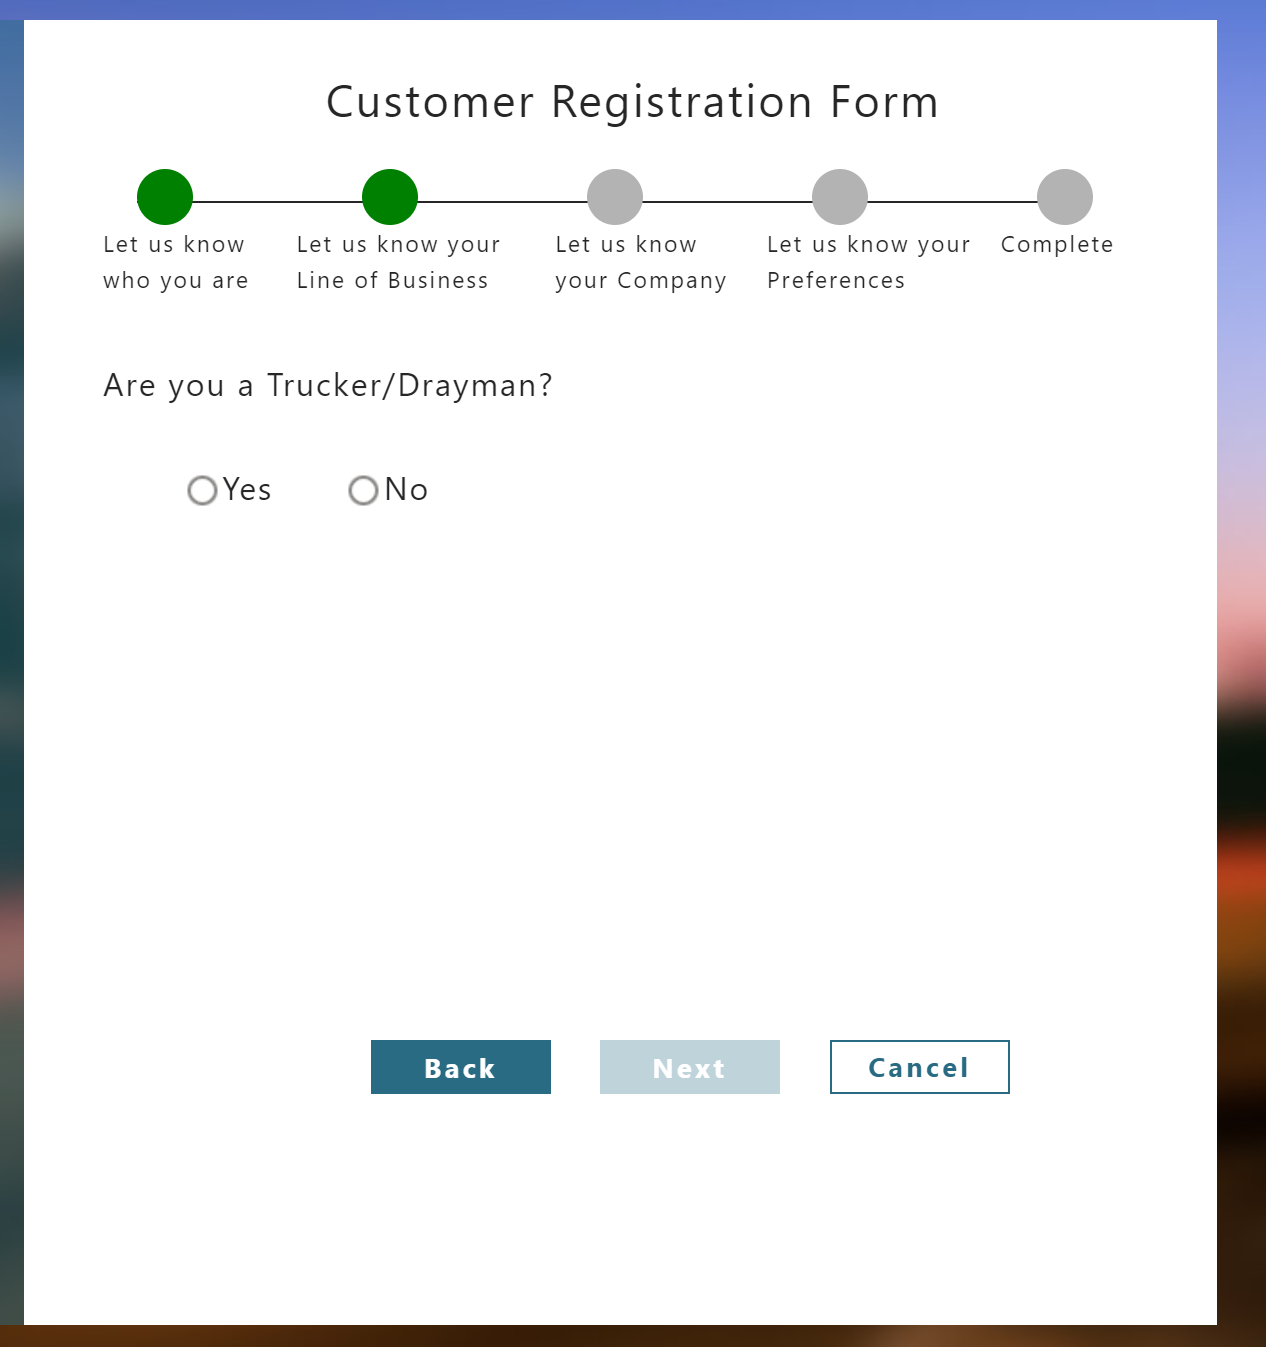 Customer Registration Form
Let us know
who you are
Let us know your
Line of Business
Let us know
your Company
Let us know your
Preferences
Complete
Are you a Trucker/Drayman?
Yes No
Back Next Cancel